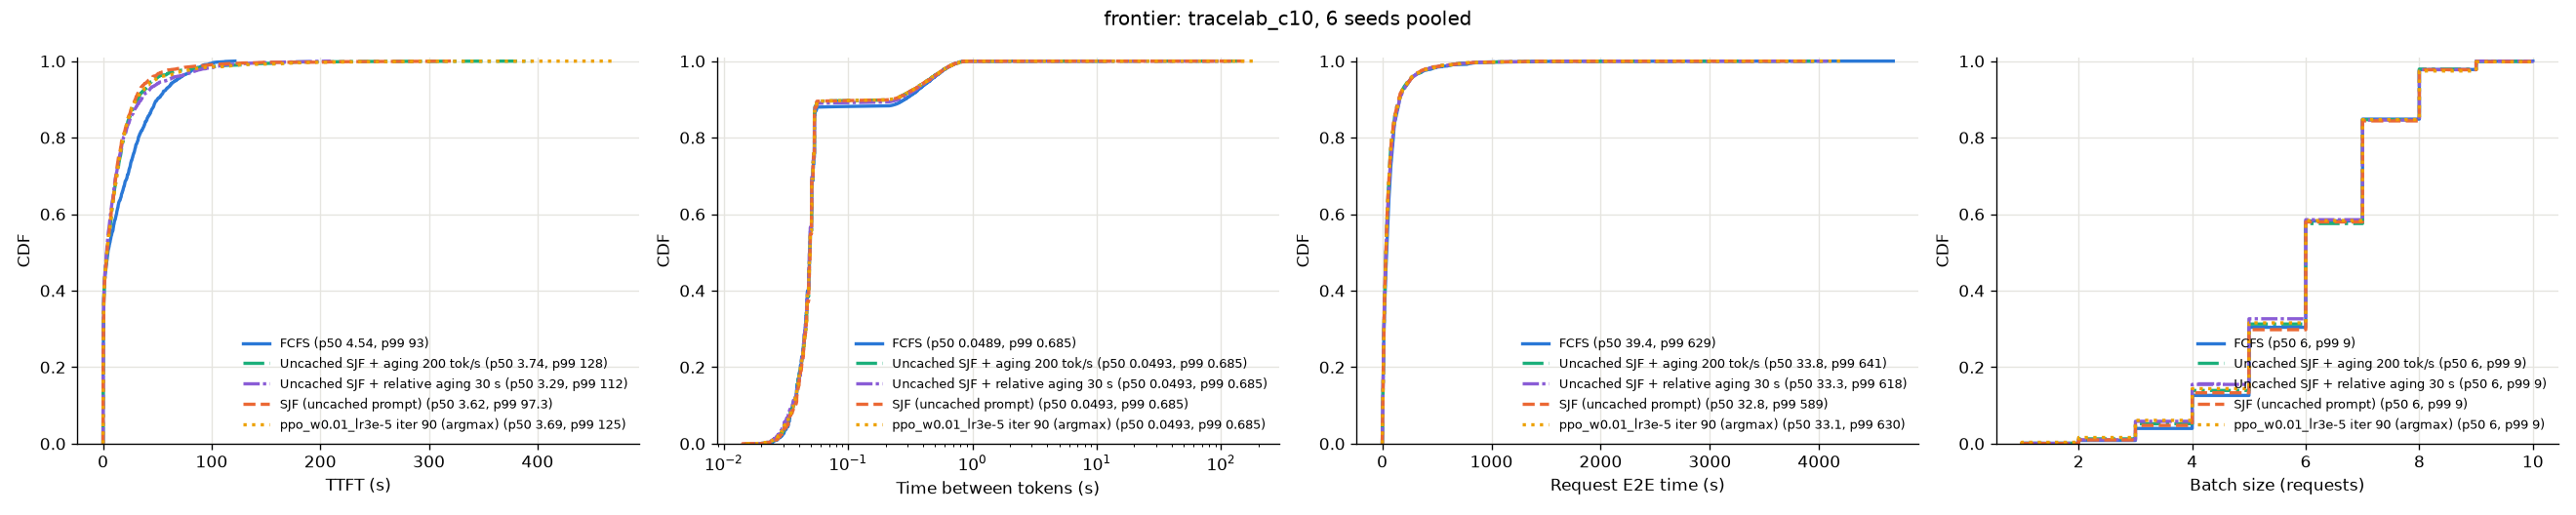 frontier: tracelab_c10, 6 seeds pooled
CDF
1.0
0.8
0.6
0.4
0.2
0.0
FCFS (p50 4.54, p99 93)
Uncached SJF + aging 200 tok/s (p50 3.74, p99 128)
Uncached SJF + relative aging 30 s (p50 3.29, p99 112)
SJF (uncached prompt) (p50 3.62, p99 97.3)
ppo_w0.01_lr3e-5 iter 90 (argmax) (p50 3.69, p99 125)
0 100 200 300 400
TTFT (s)
CDF
1.0
0.8
0.6
0.4
0.2
0.0
FCFS (p50 0.0489, p99 0.685)
Uncached SJF + aging 200 tok/s (p50 0.0493, p99 0.685)
Uncached SJF + relative aging 30 s (p50 0.0493, p99 0.685)
SJF (uncached prompt) (p50 0.0493, p99 0.685)
ppo_w0.01_lr3e-5 iter 90 (argmax) (p50 0.0493, p99 0.685)
10⁻² 10⁻¹ 10⁰ 10¹ 10²
Time between tokens (s)
CDF
1.0
0.8
0.6
0.4
0.2
0.0
FCFS (p50 39.4, p99 629)
Uncached SJF + aging 200 tok/s (p50 33.8, p99 641)
Uncached SJF + relative aging 30 s (p50 33.3, p99 618)
SJF (uncached prompt) (p50 32.8, p99 589)
ppo_w0.01_lr3e-5 iter 90 (argmax) (p50 33.1, p99 630)
0 1000 2000 3000 4000
Request E2E time (s)
CDF
1.0
0.8
0.6
0.4
0.2
0.0
FCFS (p50 6, p99 9)
Uncached SJF + aging 200 tok/s (p50 6, p99 9)
Uncached SJF + relative aging 30 s (p50 6, p99 9)
SJF (uncached prompt) (p50 6, p99 9)
ppo_w0.01_lr3e-5 iter 90 (argmax) (p50 6, p99 9)
2 4 6 8 10
Batch size (requests)